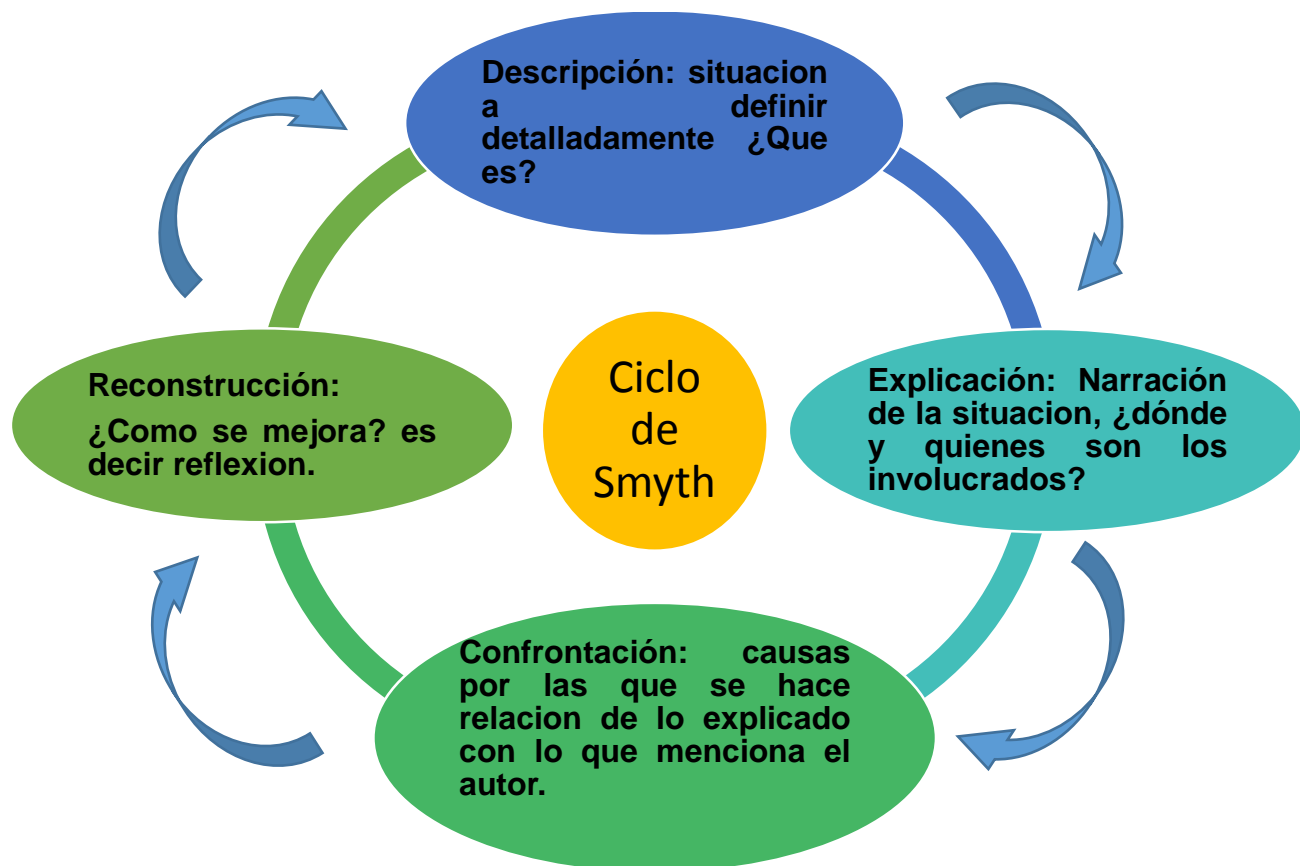 Descripción: situacion
a definir
detalladamente ¿Que
es?
Explicación: Narración
de la situacion, ¿dónde
y quienes son los
involucrados?
Confrontación: causas
por las que se hace
relacion de lo explicado
con lo que menciona el
autor.
Reconstrucción:
¿Como se mejora? es
decir reflexion.
Ciclo
de
Smyth